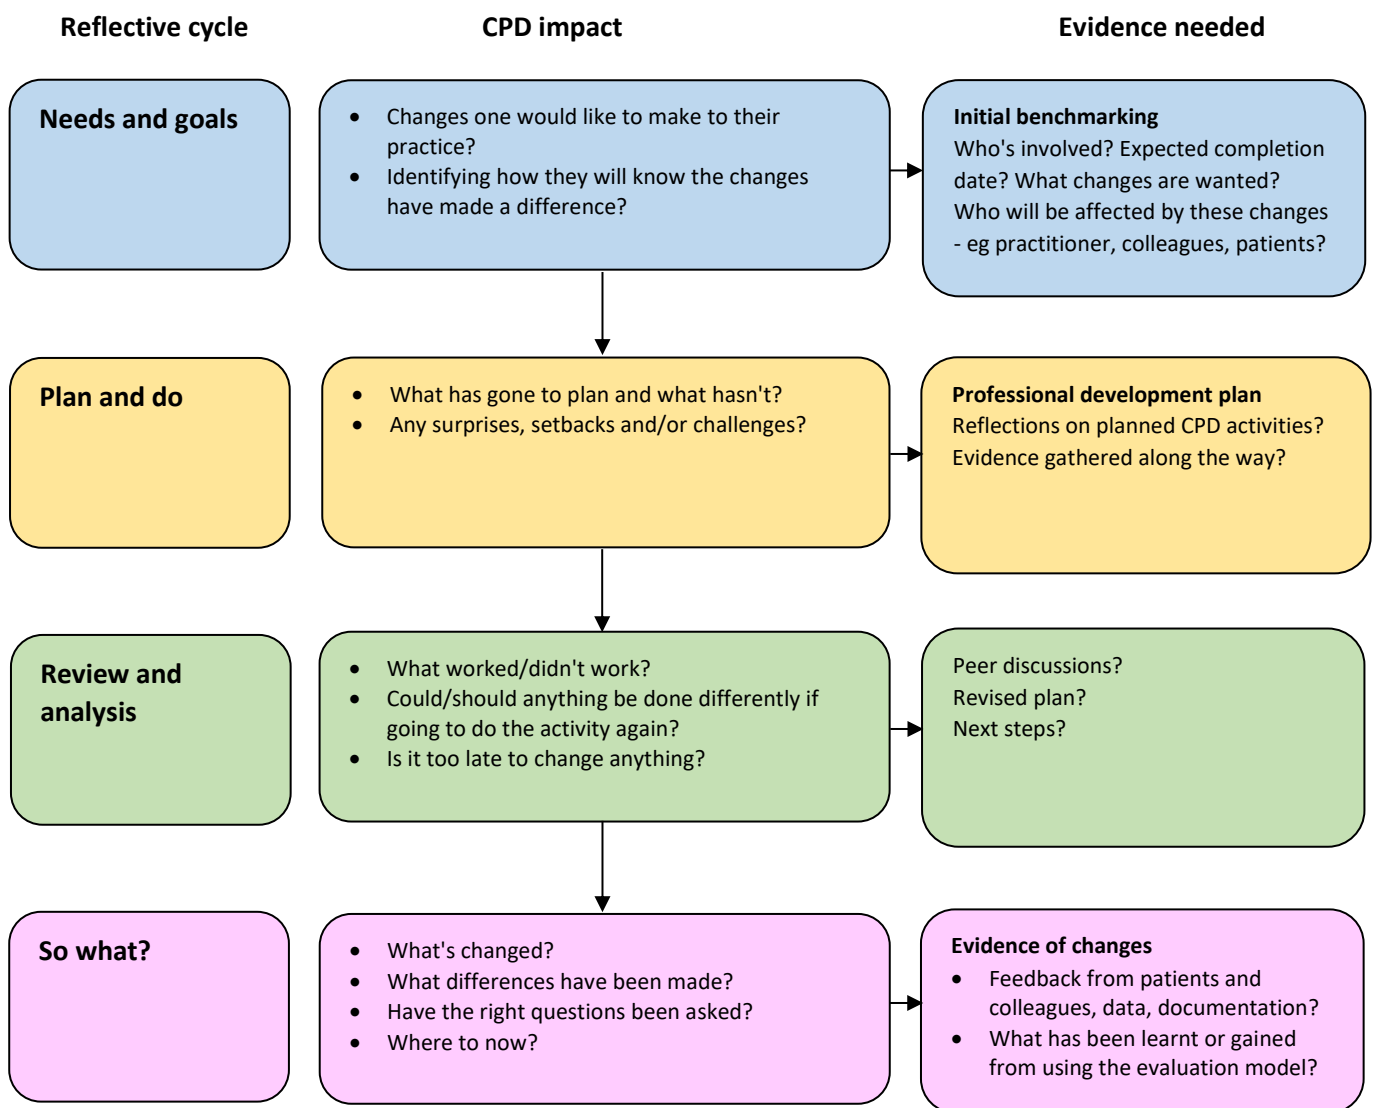 Reflective cycle
CPD impact
Evidence needed
Needs and goals
• Changes one would like to make to their
practice?
• Identifying how they will know the changes
have made a difference?
Initial benchmarking
Who's involved? Expected completion
date? What changes are wanted?
Who will be affected by these changes
- eg practitioner, colleagues, patients?
Plan and do
• What has gone to plan and what hasn't?
• Any surprises, setbacks and/or challenges?
Professional development plan
Reflections on planned CPD activities?
Evidence gathered along the way?
Review and
analysis
• What worked/didn't work?
• Could/should anything be done differently if
going to do the activity again?
• Is it too late to change anything?
Peer discussions?
Revised plan?
Next steps?
So what?
• What's changed?
• What differences have been made?
• Have the right questions been asked?
• Where to now?
Evidence of changes
• Feedback from patients and
colleagues, data, documentation?
• What has been learnt or gained
from using the evaluation model?